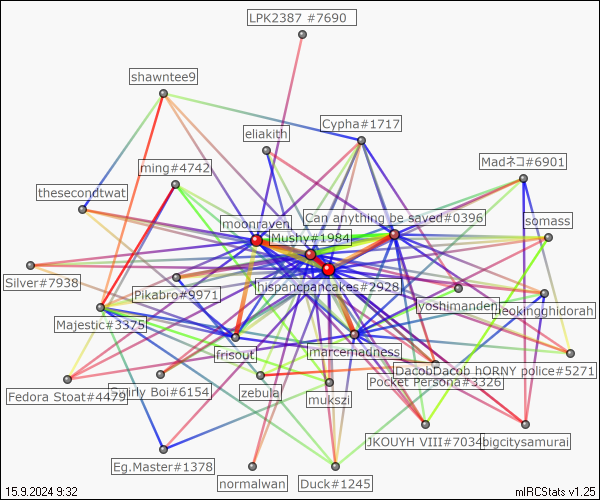 LPK2387 #7690
shawntee9
Cypha#1717
eliakith
Madネコ#6901
ming#4742
thesecondtwat
Can anything be saved#0396
somass
moonraven
Mushy#1984
Silver#7938
hispancpancakes#2928
Pikabro#9971
yoshimanden
neokingghidorah
Majestic#3375
frisout
marcemadness
DacobDacob hORNY police#5271
Pocket Persona#3326
Fedora Stoat#4479
Boi#6154
zebula
mukszi
JKOUYH VIII#7034
bigcitysamurai
Eg.Master#1378
normalwan
Duck#1245
15.9.2024 9:32
mIRCStats v1.25